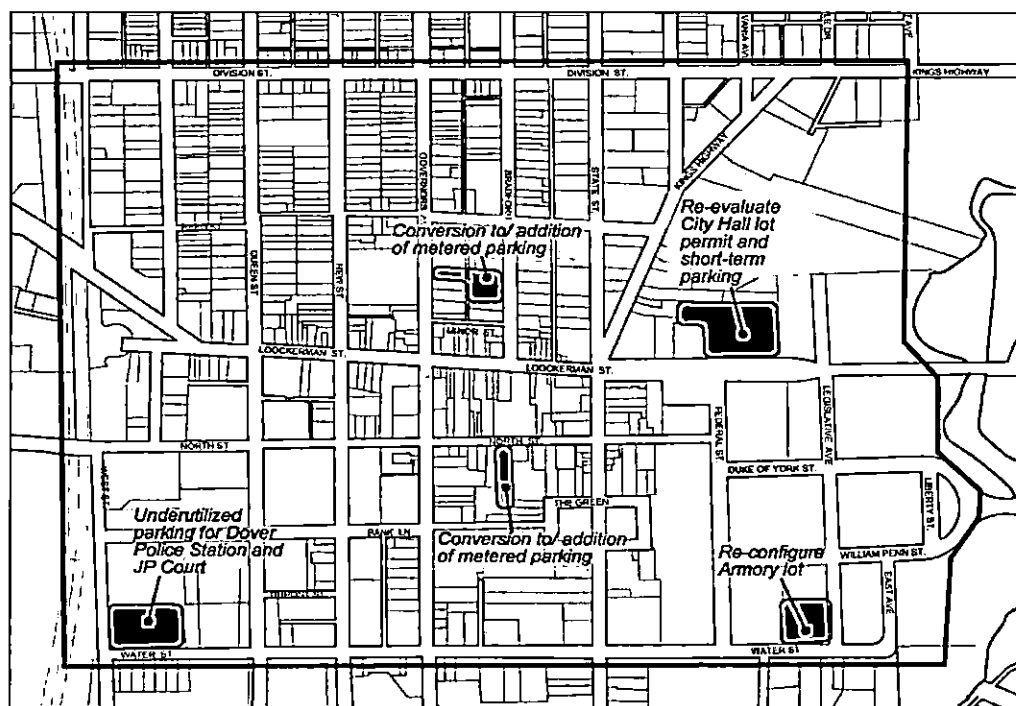 DIVISION ST.
DIVISION ST.
KINGS HIGHWAY
KINGS HIGHWAY
STATE ST.
Conversion to/ addition
of metered parking
Re-evaluate
City Hall lot
permit and
short-term
parking
QUEEN ST.
MINOR ST.
LOOCKERMAN ST.
LOOCKERMAN ST.
FEDERAL ST.
LEGISLATIVE AVE
NORTH ST.
NORTH ST.
DUKE OF YORK ST.
WEST ST.
LIBERTY ST.
THE GREEN
Underutilized
parking for Dover
Police Station and
JP Court
BANK LN.
Conversion to/ addition
of metered parking
Re-configure
Armory lot
WILLIAM PENN ST.
EAST AVE
WATER ST.
WATER ST.